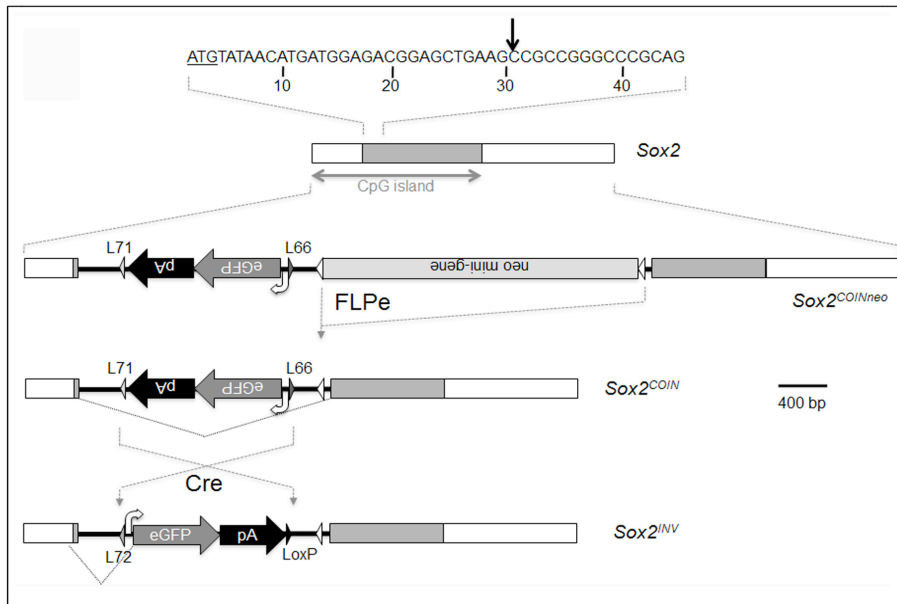 ATGTATAACATGATGGAGACGGAGCTGAAGCCGCCGGGCCCGCAG
10 20 30 40
Sox2
CpG island
L71 pA eGFP L66 neo mini-gene
Sox2COINneo
FLPe
L71 pA eGFP L66
Sox2COIN
400 bp
Cre
L72 eGFP pA LoxP
Sox2INV